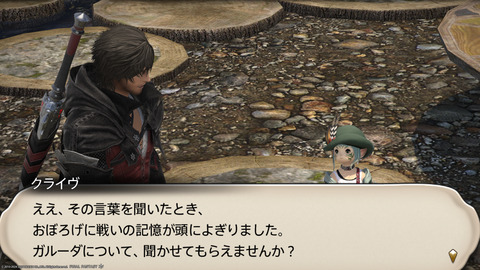 クライヴ
ええ、その言葉を聞いたとき、
おぼろげに戦いの記憶が頭によぎりました。
ガルーダについて、聞かせてもらえませんか？